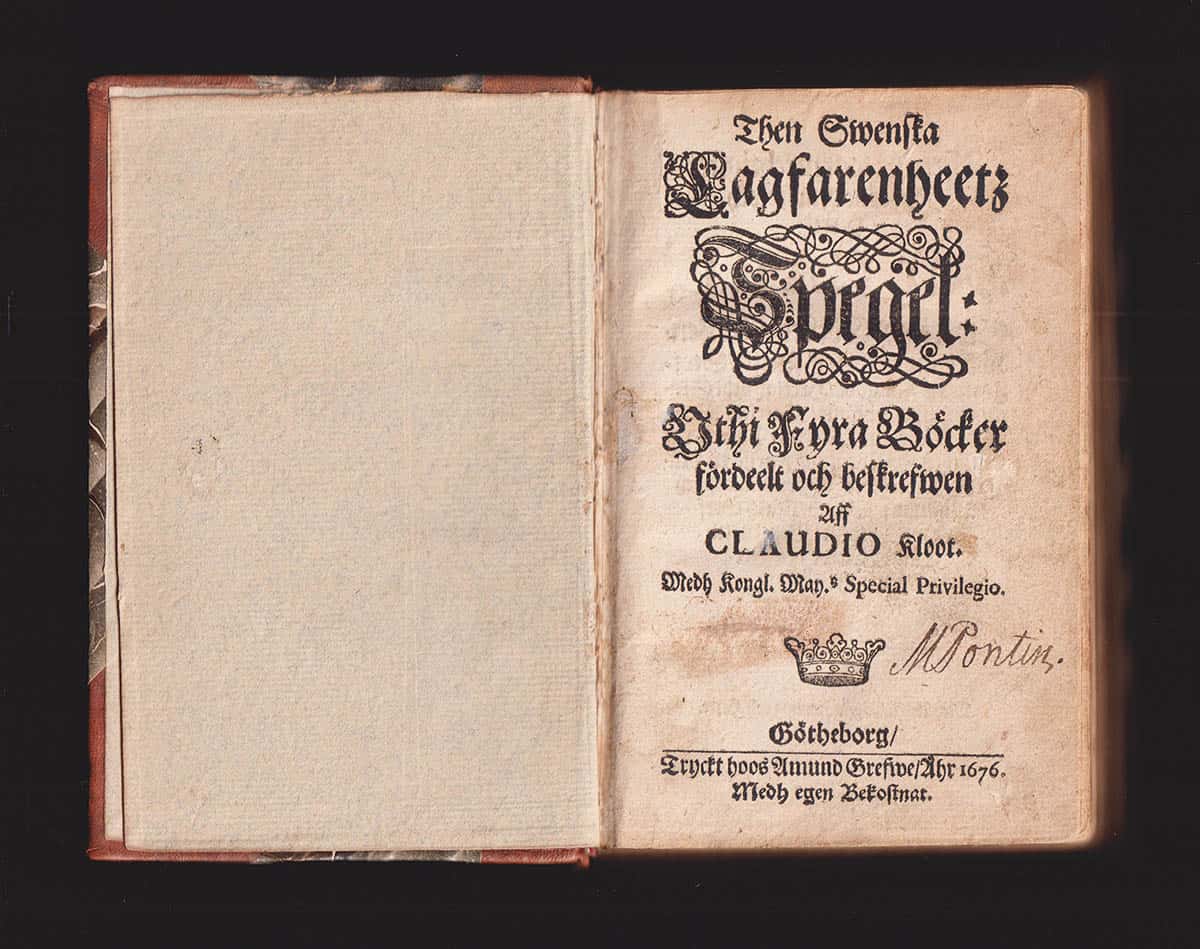 Then Swenska
Lagfarenheetz
Spegel:
Uthi Fyra Böcker
fördeelt och beskrefwen
Aff
CLAUDIO Kloot.
Medh Kongl. May.s Special Privilegio.
MPontin.
Götheborg/
Tryckt hoos Amund Grefwe/Åhr 1676.
Medh egen Bekostnat.